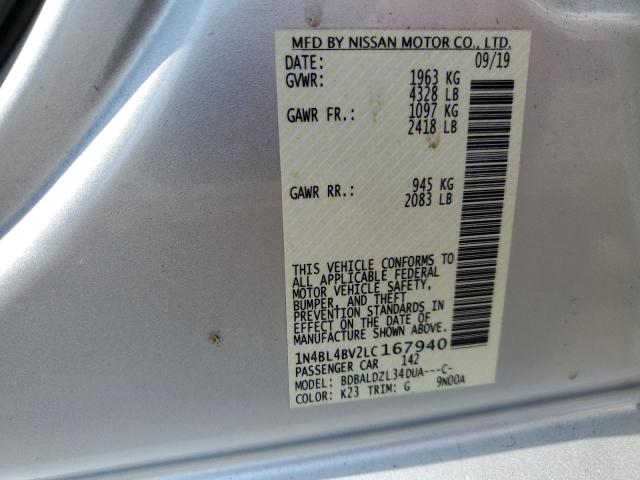 MFD BY NISSAN MOTOR CO., LTD.
DATE: 09/19
GVWR: 1963 KG
4328 LB
GAWR FR.: 1097 KG
2418 LB
GAWR RR.: 945 KG
2083 LB
THIS VEHICLE CONFORMS TO
ALL APPLICABLE FEDERAL
MOTOR VEHICLE SAFETY,
BUMPER, AND THEFT
PREVENTION STANDARDS IN
EFFECT ON THE DATE OF
MANUFACTURE SHOWN ABOVE.
1N4BL4BV2LC167940
PASSENGER CAR 142
MODEL: BDBALDZL34DUA---C-
COLOR: K23 TRIM: G 9N00A